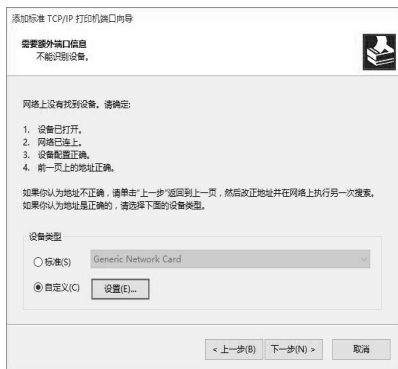 添加标准 TCP/IP 打印机端口向导
需要额外端口信息
不能识别设备。
网络上没有找到设备。请确定:
1. 设备已打开。
2. 网络已连上。
3. 设备配置正确。
4. 前一页上的地址正确。
如果你认为地址不正确，请单击"上一步"返回到上一页，然后改正地址并在网络上执行另一次搜索。
如果你认为地址是正确的，请选择下面的设备类型。
设备类型
标准(S) Generic Network Card
自定义(C) 设置(E)...
< 上一步(B) 下一步(N) > 取消